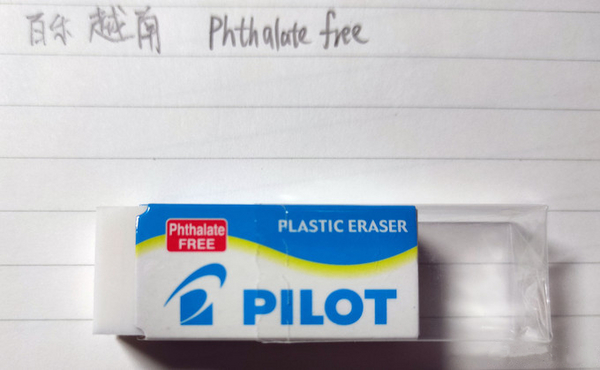 百乐 越南 Phthalate free
PLASTIC ERASER
Phthalate
FREE
PILOT